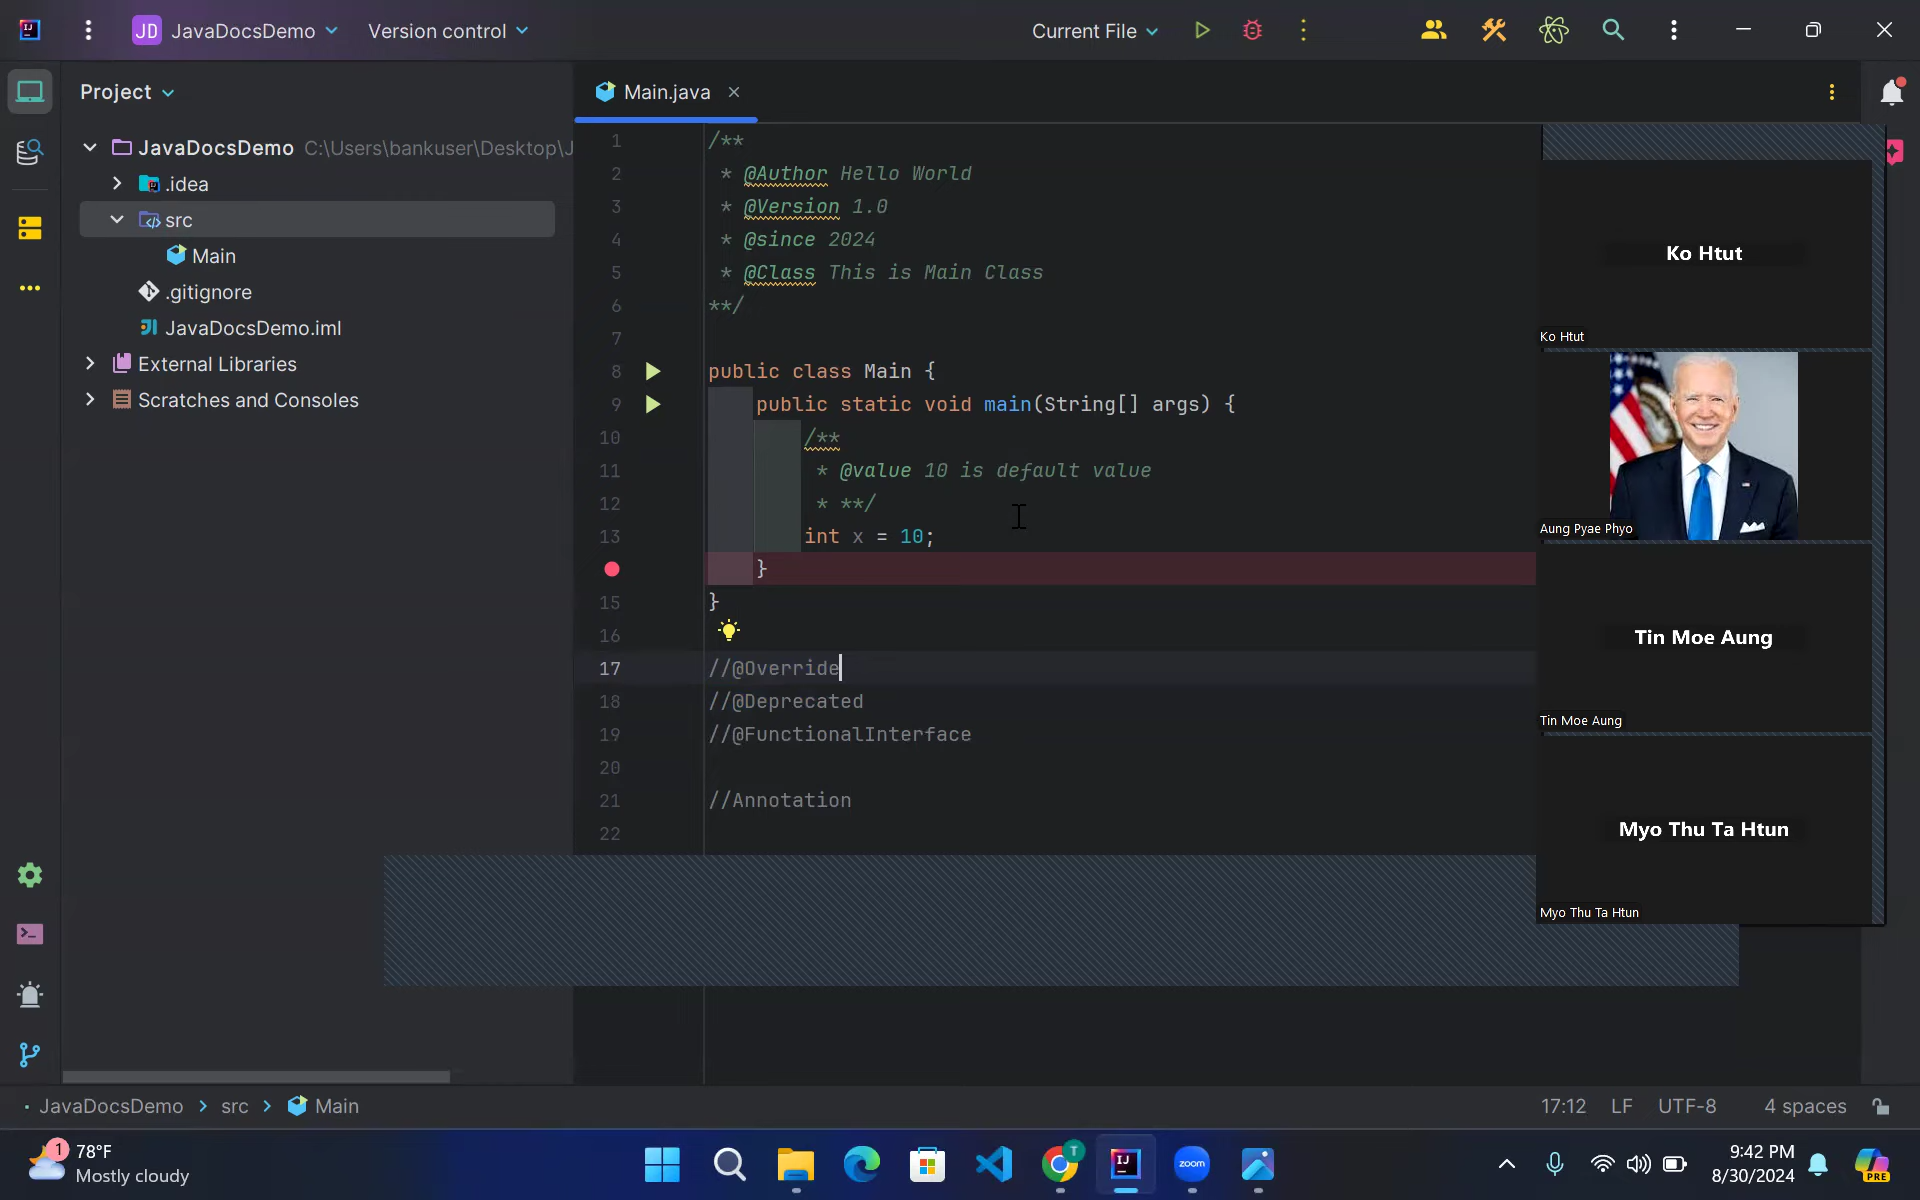 JD JavaDocsDemo Version control Current File
Project
Main.java
JavaDocsDemo C:\Users\bankuser\Desktop\J
.idea
src
Main
.gitignore
JavaDocsDemo.iml
External Libraries
Scratches and Consoles
1 /**
2 * @Author Hello World
3 * @Version 1.0
4 * @since 2024
5 * @Class This is Main Class
6 **/
7
8 public class Main {
9 public static void main(String[] args) {
10 /**
11 * @value 10 is default value
12 * **/
13 int x = 10;
}
15 }
16
17 //@Override
18 //@Deprecated
19 //@FunctionalInterface
20
21 //Annotation
22
Ko Htut
Ko Htut
Aung Pyae Phyo
Tin Moe Aung
Tin Moe Aung
Myo Thu Ta Htun
Myo Thu Ta Htun
JavaDocsDemo > src > Main
17:12 LF UTF-8 4 spaces
1
78°F
Mostly cloudy
T
IJ
zoom
9:42 PM
8/30/2024
PRE